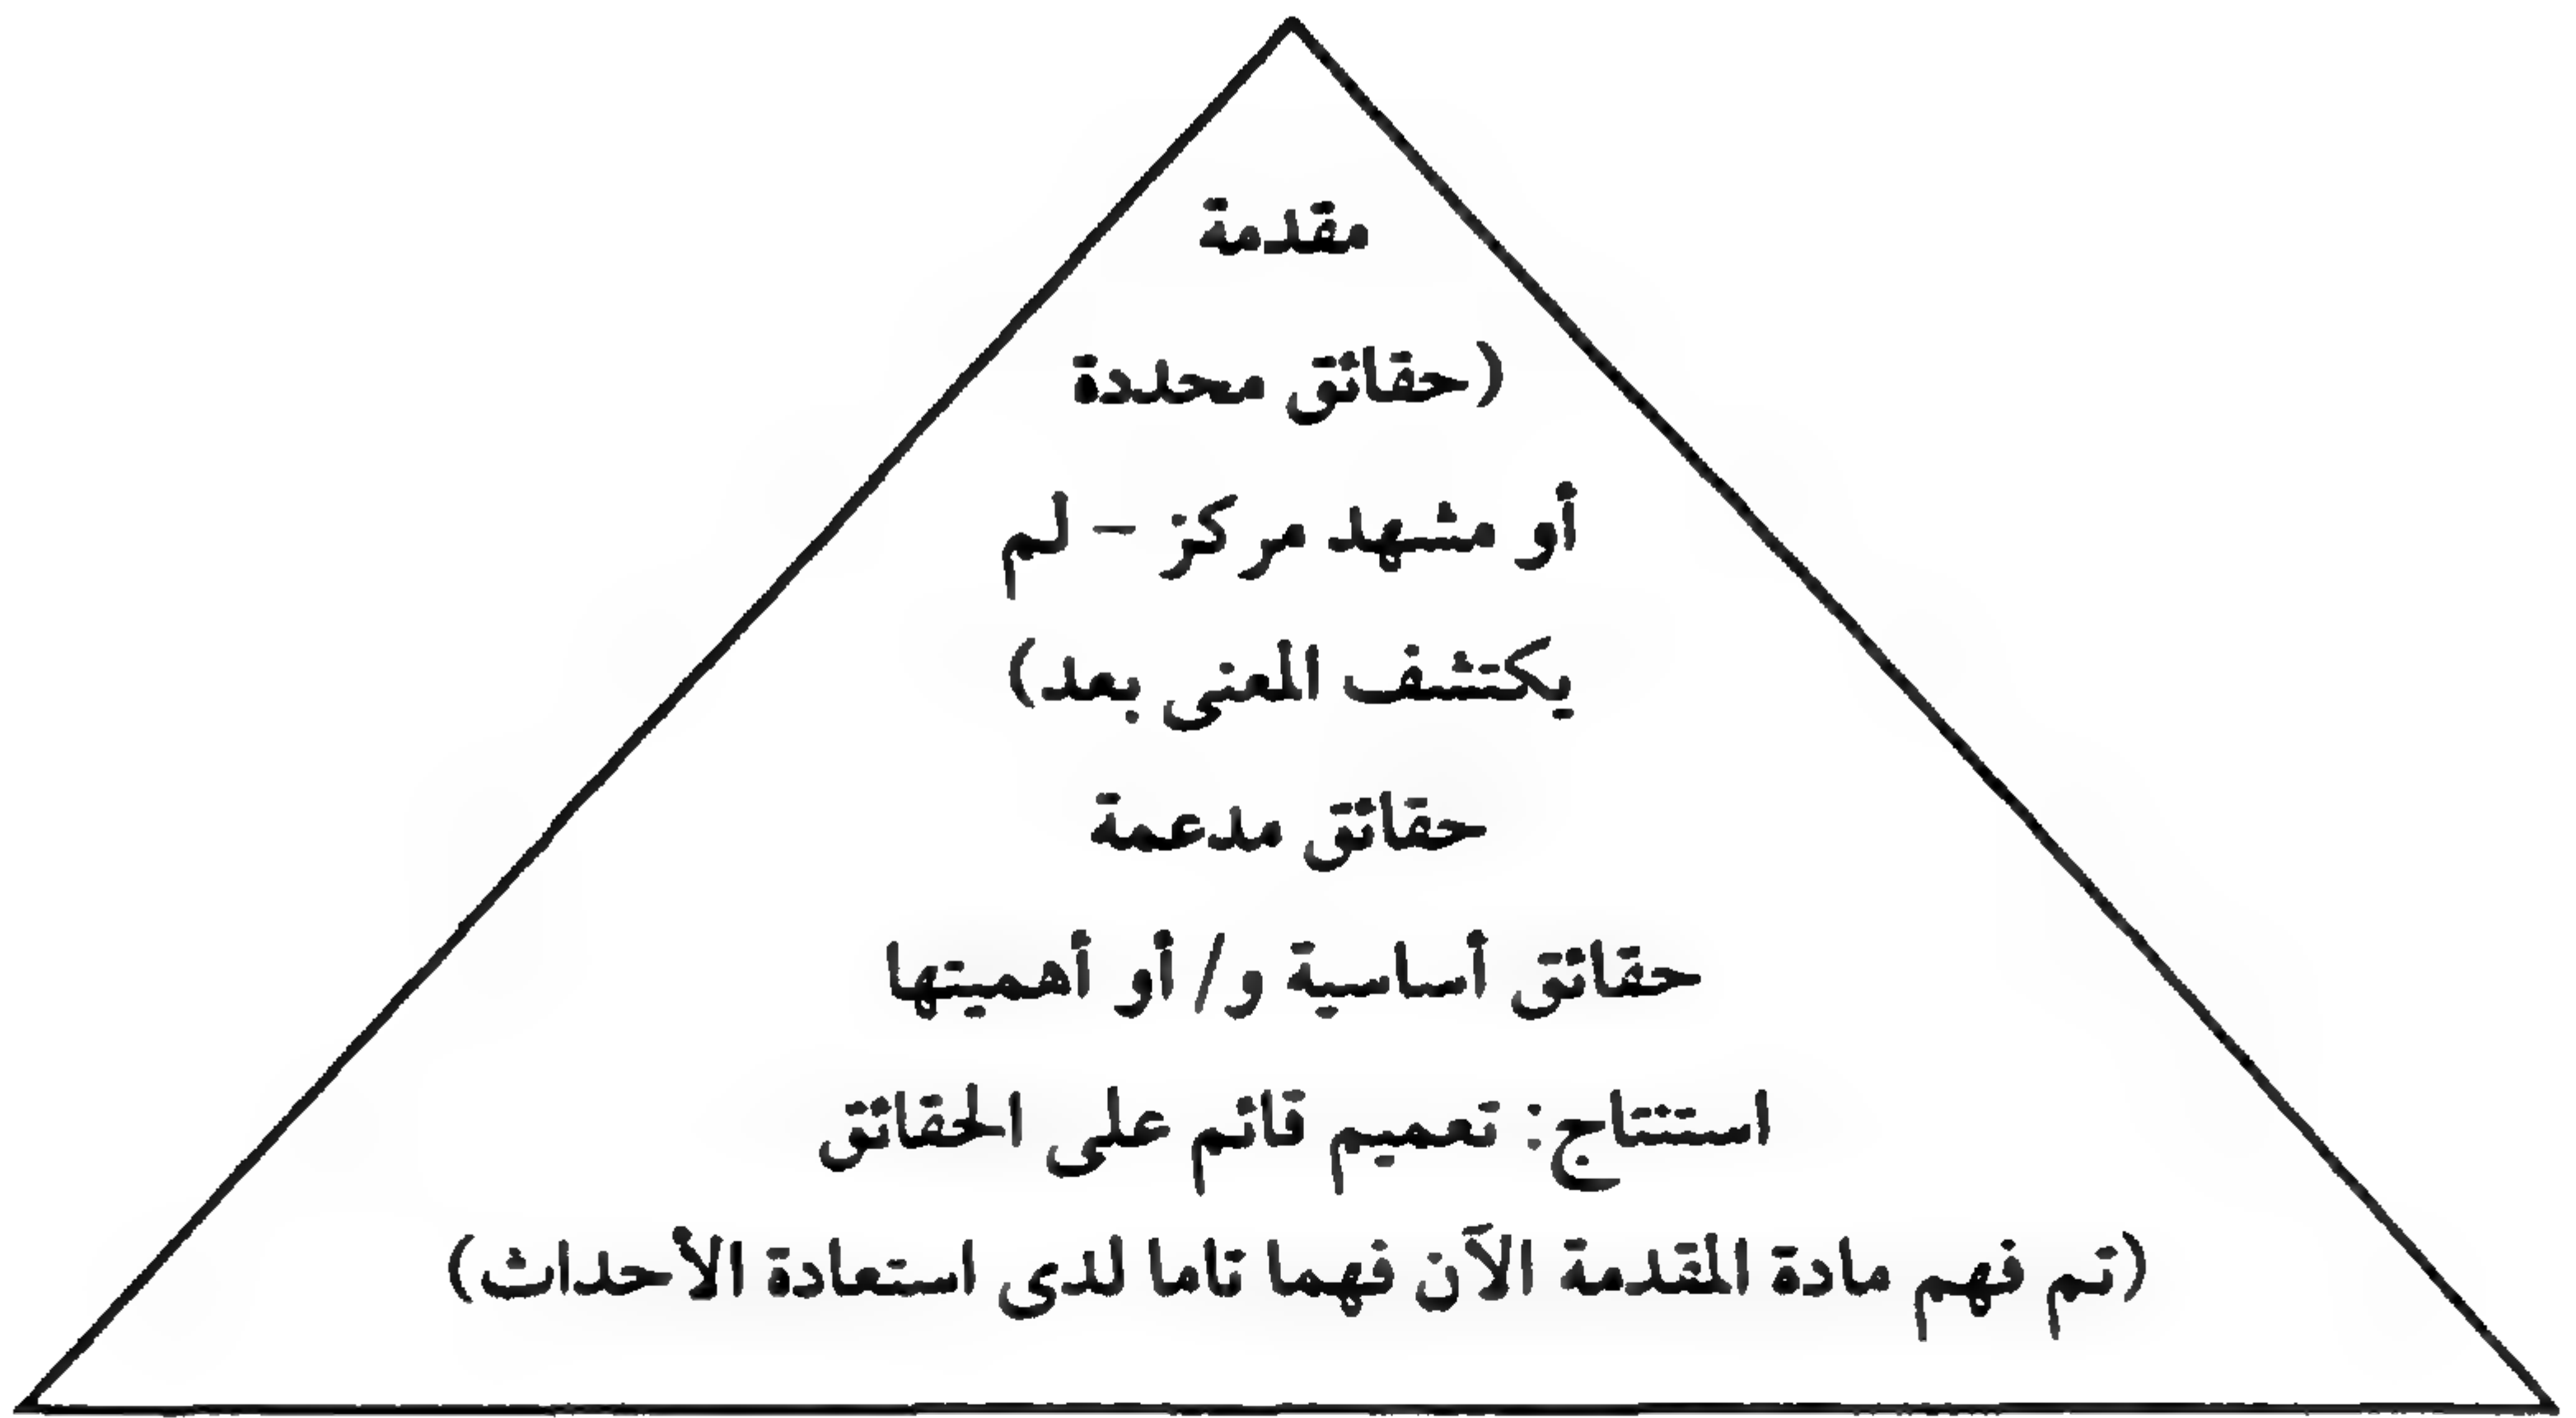 مقدمة
(حقائق محددة
أو مشهد مركز – لم
يكتشف المعنى بعد)
حقائق مدعمة
حقائق أساسية و/ أو أهميتها
استنتاج: تعميم قائم على الحقائق
(تم فهم مادة المقدمة الآن فهما تاما لدى استعادة الأحداث)